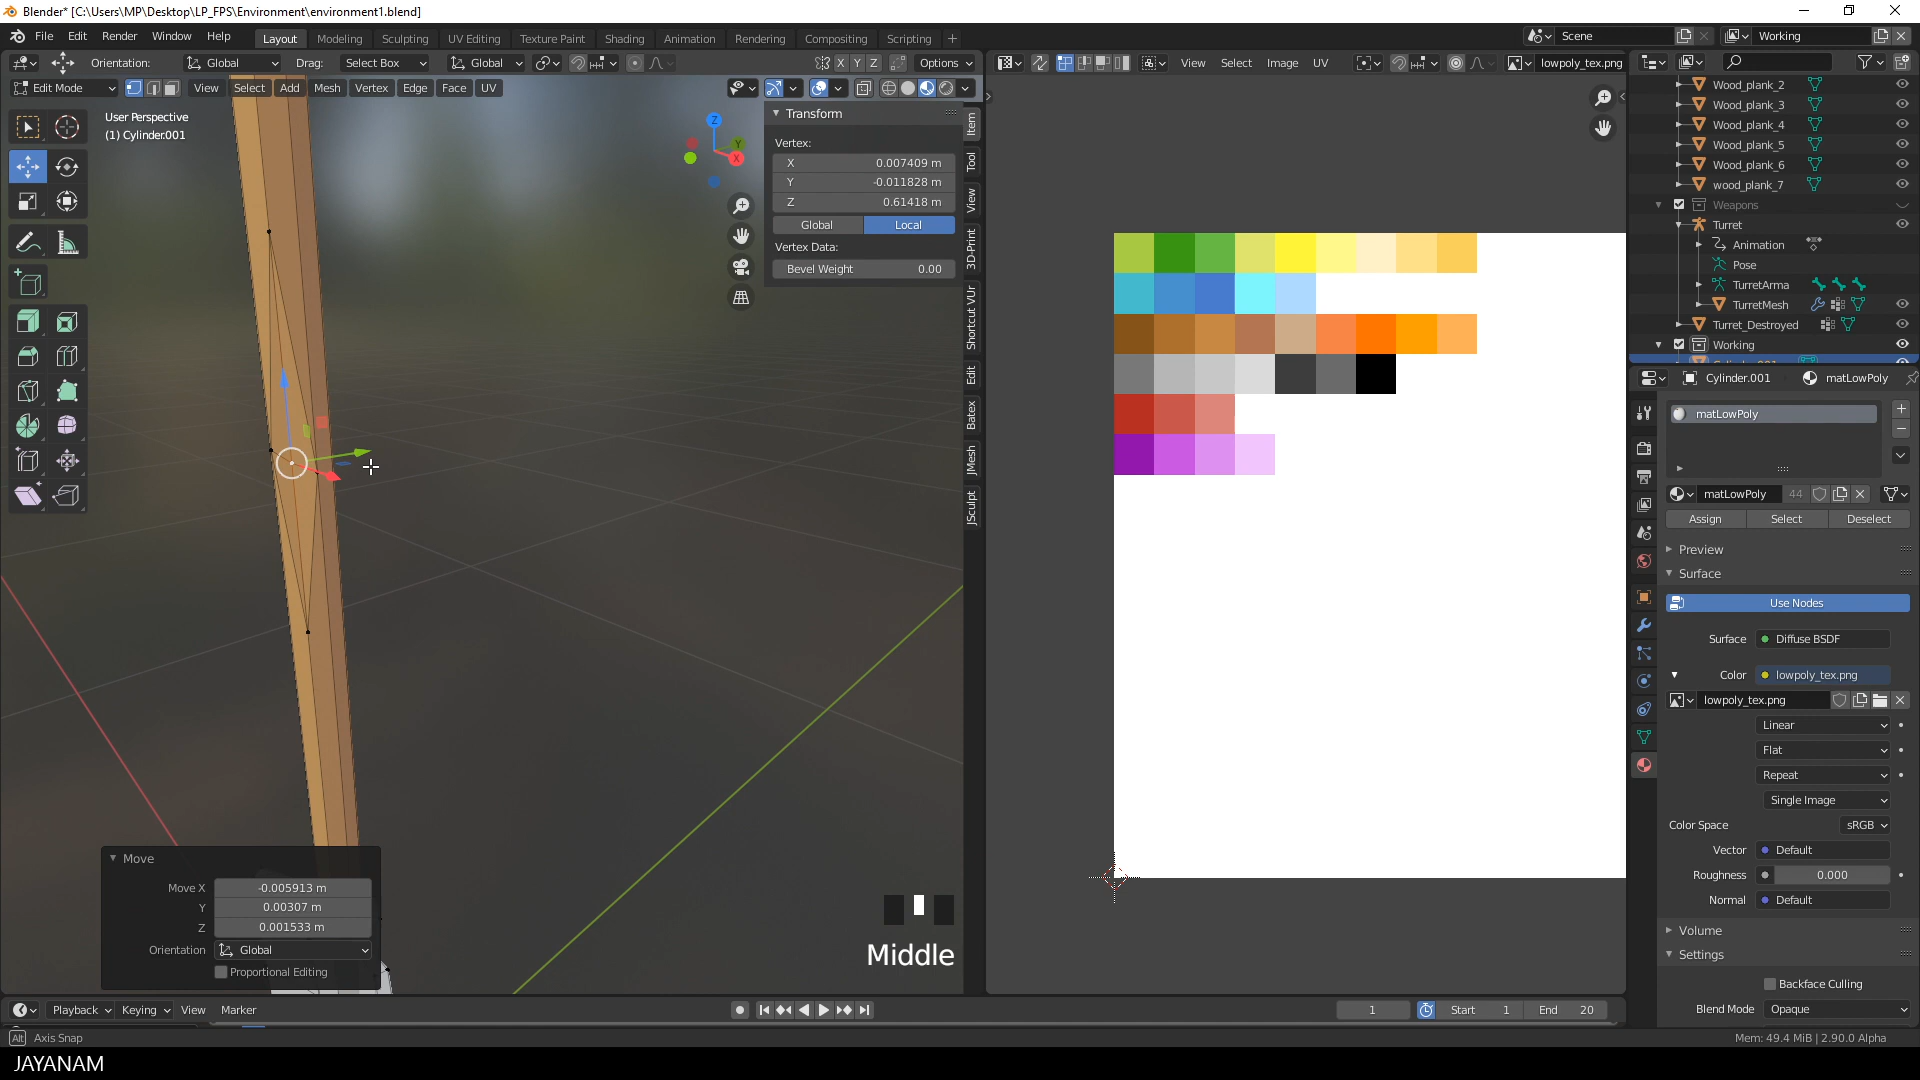 Blender* [C:\Users\MP\Desktop\LP_FPS\Environment\environment1.blend]
File Edit Render Window Help Layout Modeling Sculpting UV Editing Texture Paint Shading Animation Rendering Compositing Scripting + Scene Working
Orientation: Global Drag: Select Box Global X Y Z Options View Select Image UV lowpoly_tex.png
Edit Mode View Select Add Mesh Vertex Edge Face UV
User Perspective
(1) Cylinder.001
Z
Y
X
Transform
Vertex:
X 0.007409 m
Y -0.011828 m
Z 0.61418 m
Global Local
Vertex Data:
Bevel Weight 0.00
Item
Tool
View
3D-Print
Shortcut VUr
Edit
Batex
JMesh
JSculpt
Wood_plank_2
Wood_plank_3
Wood_plank_4
Wood_plank_5
Wood_plank_6
wood_plank_7
Weapons
Turret
Animation
Pose
TurretArma
TurretMesh
Turret_Destroyed
Working
Cylinder.001
Cylinder.001 matLowPoly
matLowPoly
matLowPoly 44
Assign Select Deselect
Preview
Surface
Use Nodes
Surface Diffuse BSDF
Color lowpoly_tex.png
lowpoly_tex.png
Linear
Flat
Repeat
Single Image
Color Space sRGB
Vector Default
Roughness 0.000
Normal Default
Volume
Settings
Backface Culling
Blend Mode Opaque
Move
Move X -0.005913 m
Y 0.00307 m
Z 0.001533 m
Orientation Global
Proportional Editing
Middle
Playback Keying View Marker 1 Start 1 End 20
Alt Axis Snap Mem: 49.4 MiB | 2.90.0 Alpha
JAYANAM